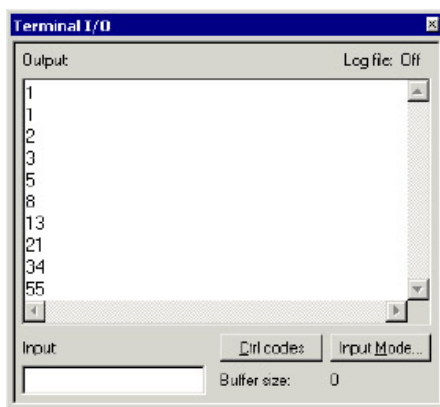 Terminal I/O
Output: Log file: Off
1
1
2
3
5
8
13
21
34
55
Input: Ctrl codes Input Mode...
Buffer size: 0